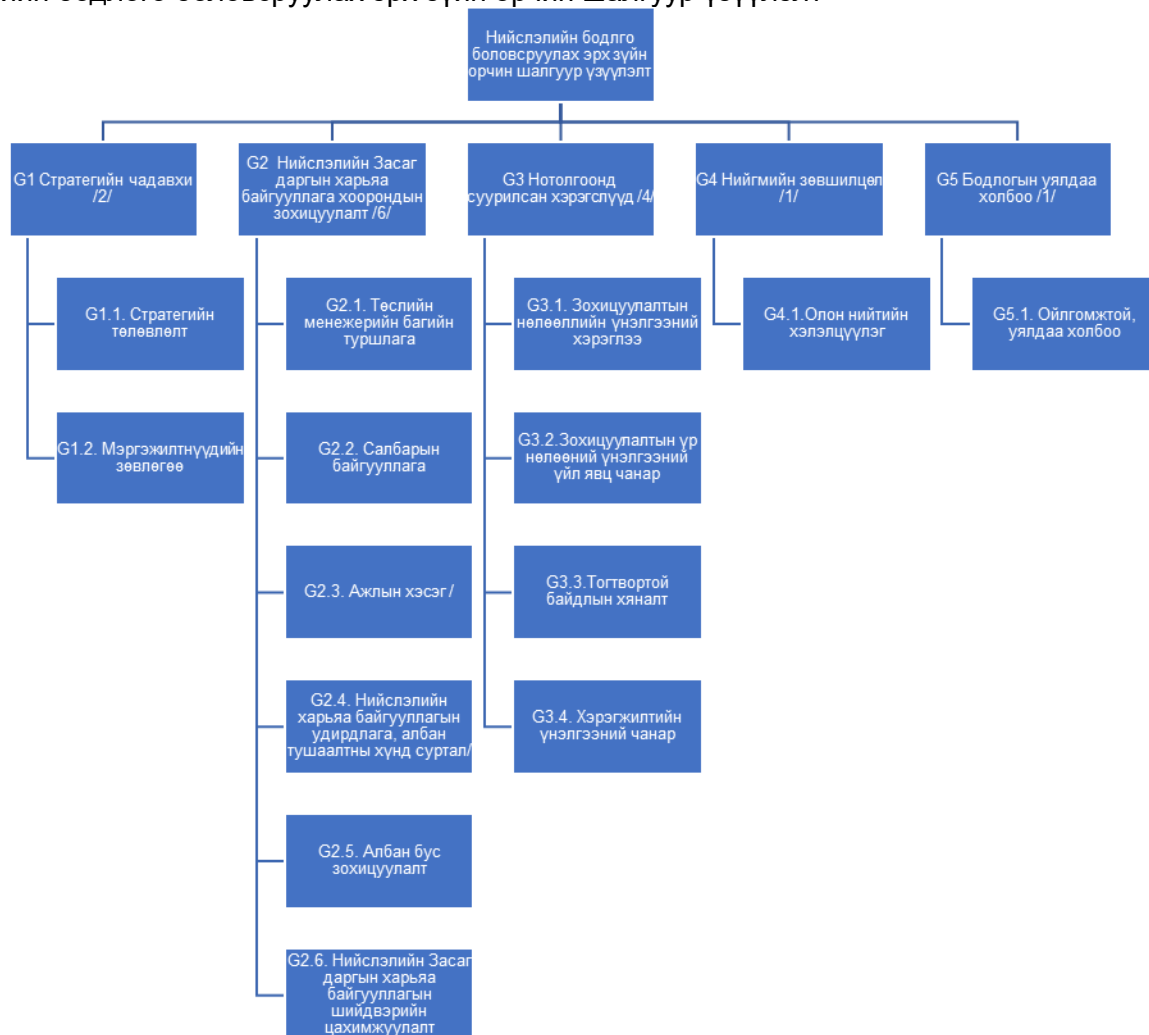 Нийслэлийн бодлго
боловсруулах эрх зүйн
орчин шалгуур үзүүлэлт
G1 Стратегийн чадавхи
/2/
G2 Нийслэлийн Засаг
даргын харьяа
байгууллага хоорондын
зохицуулалт /6/
G3 Нотолгоонд
суурилсан хэрэгслүүд /4/
G4 Нийгмийн зөвшилцөл
/1/
G5 Бодлогын уялдаа
холбоо /1/
G1.1. Стратегийн
төлөвлөлт
G1.2. Мэргэжилтнүүдийн
зөвлөгөө
G2.1. Төслийн
менежерийн багийн
туршлага
G2.2. Салбарын
байгууллага
G2.3. Ажлын хэсэг /
G2.4. Нийслэлийн
харьяа байгууллагын
удирдлага, албан
тушаалтны хүнд суртал/
G2.5. Албан бус
зохицуулалт
G2.6. Нийслэлийн Засаг
даргын харьяа
байгууллагын
шийдвэрийн
цахимжуулалт
G3.1. Зохицуулалтын
нөлөөллийн үнэлгээний
хэрэглээ
G3.2.Зохицуулалтын үр
нөлөөний үнэлгээний
үйл явц чанар
G3.3.Тогтвортой
байдлын хяналт
G3.4. Хэрэгжилтийн
үнэлгээний чанар
G4.1.Олон нийтийн
хэлэлцүүлэг
G5.1. Ойлгомжтой,
уялдаа холбоо